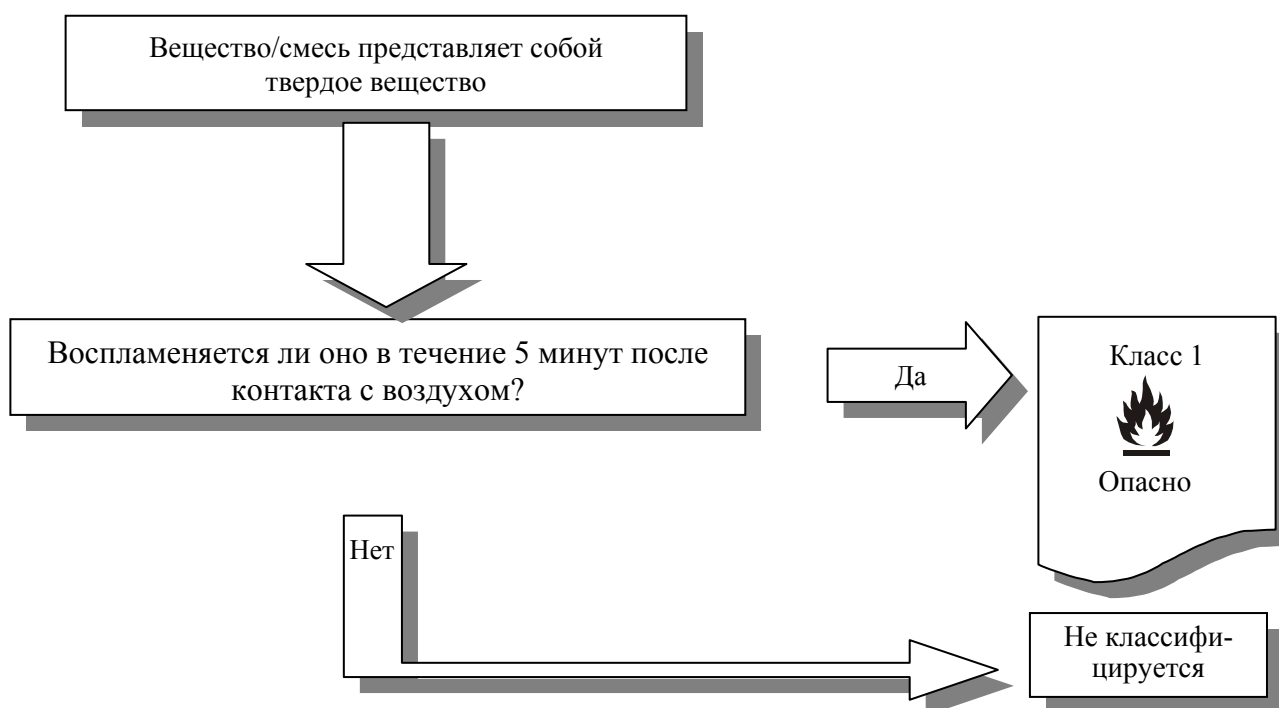 Вещество/смесь представляет собой
твердое вещество
Воспламеняется ли оно в течение 5 минут после
контакта с воздухом?
Да
Класс 1
Опасно
Нет
Не классифи-
цируется